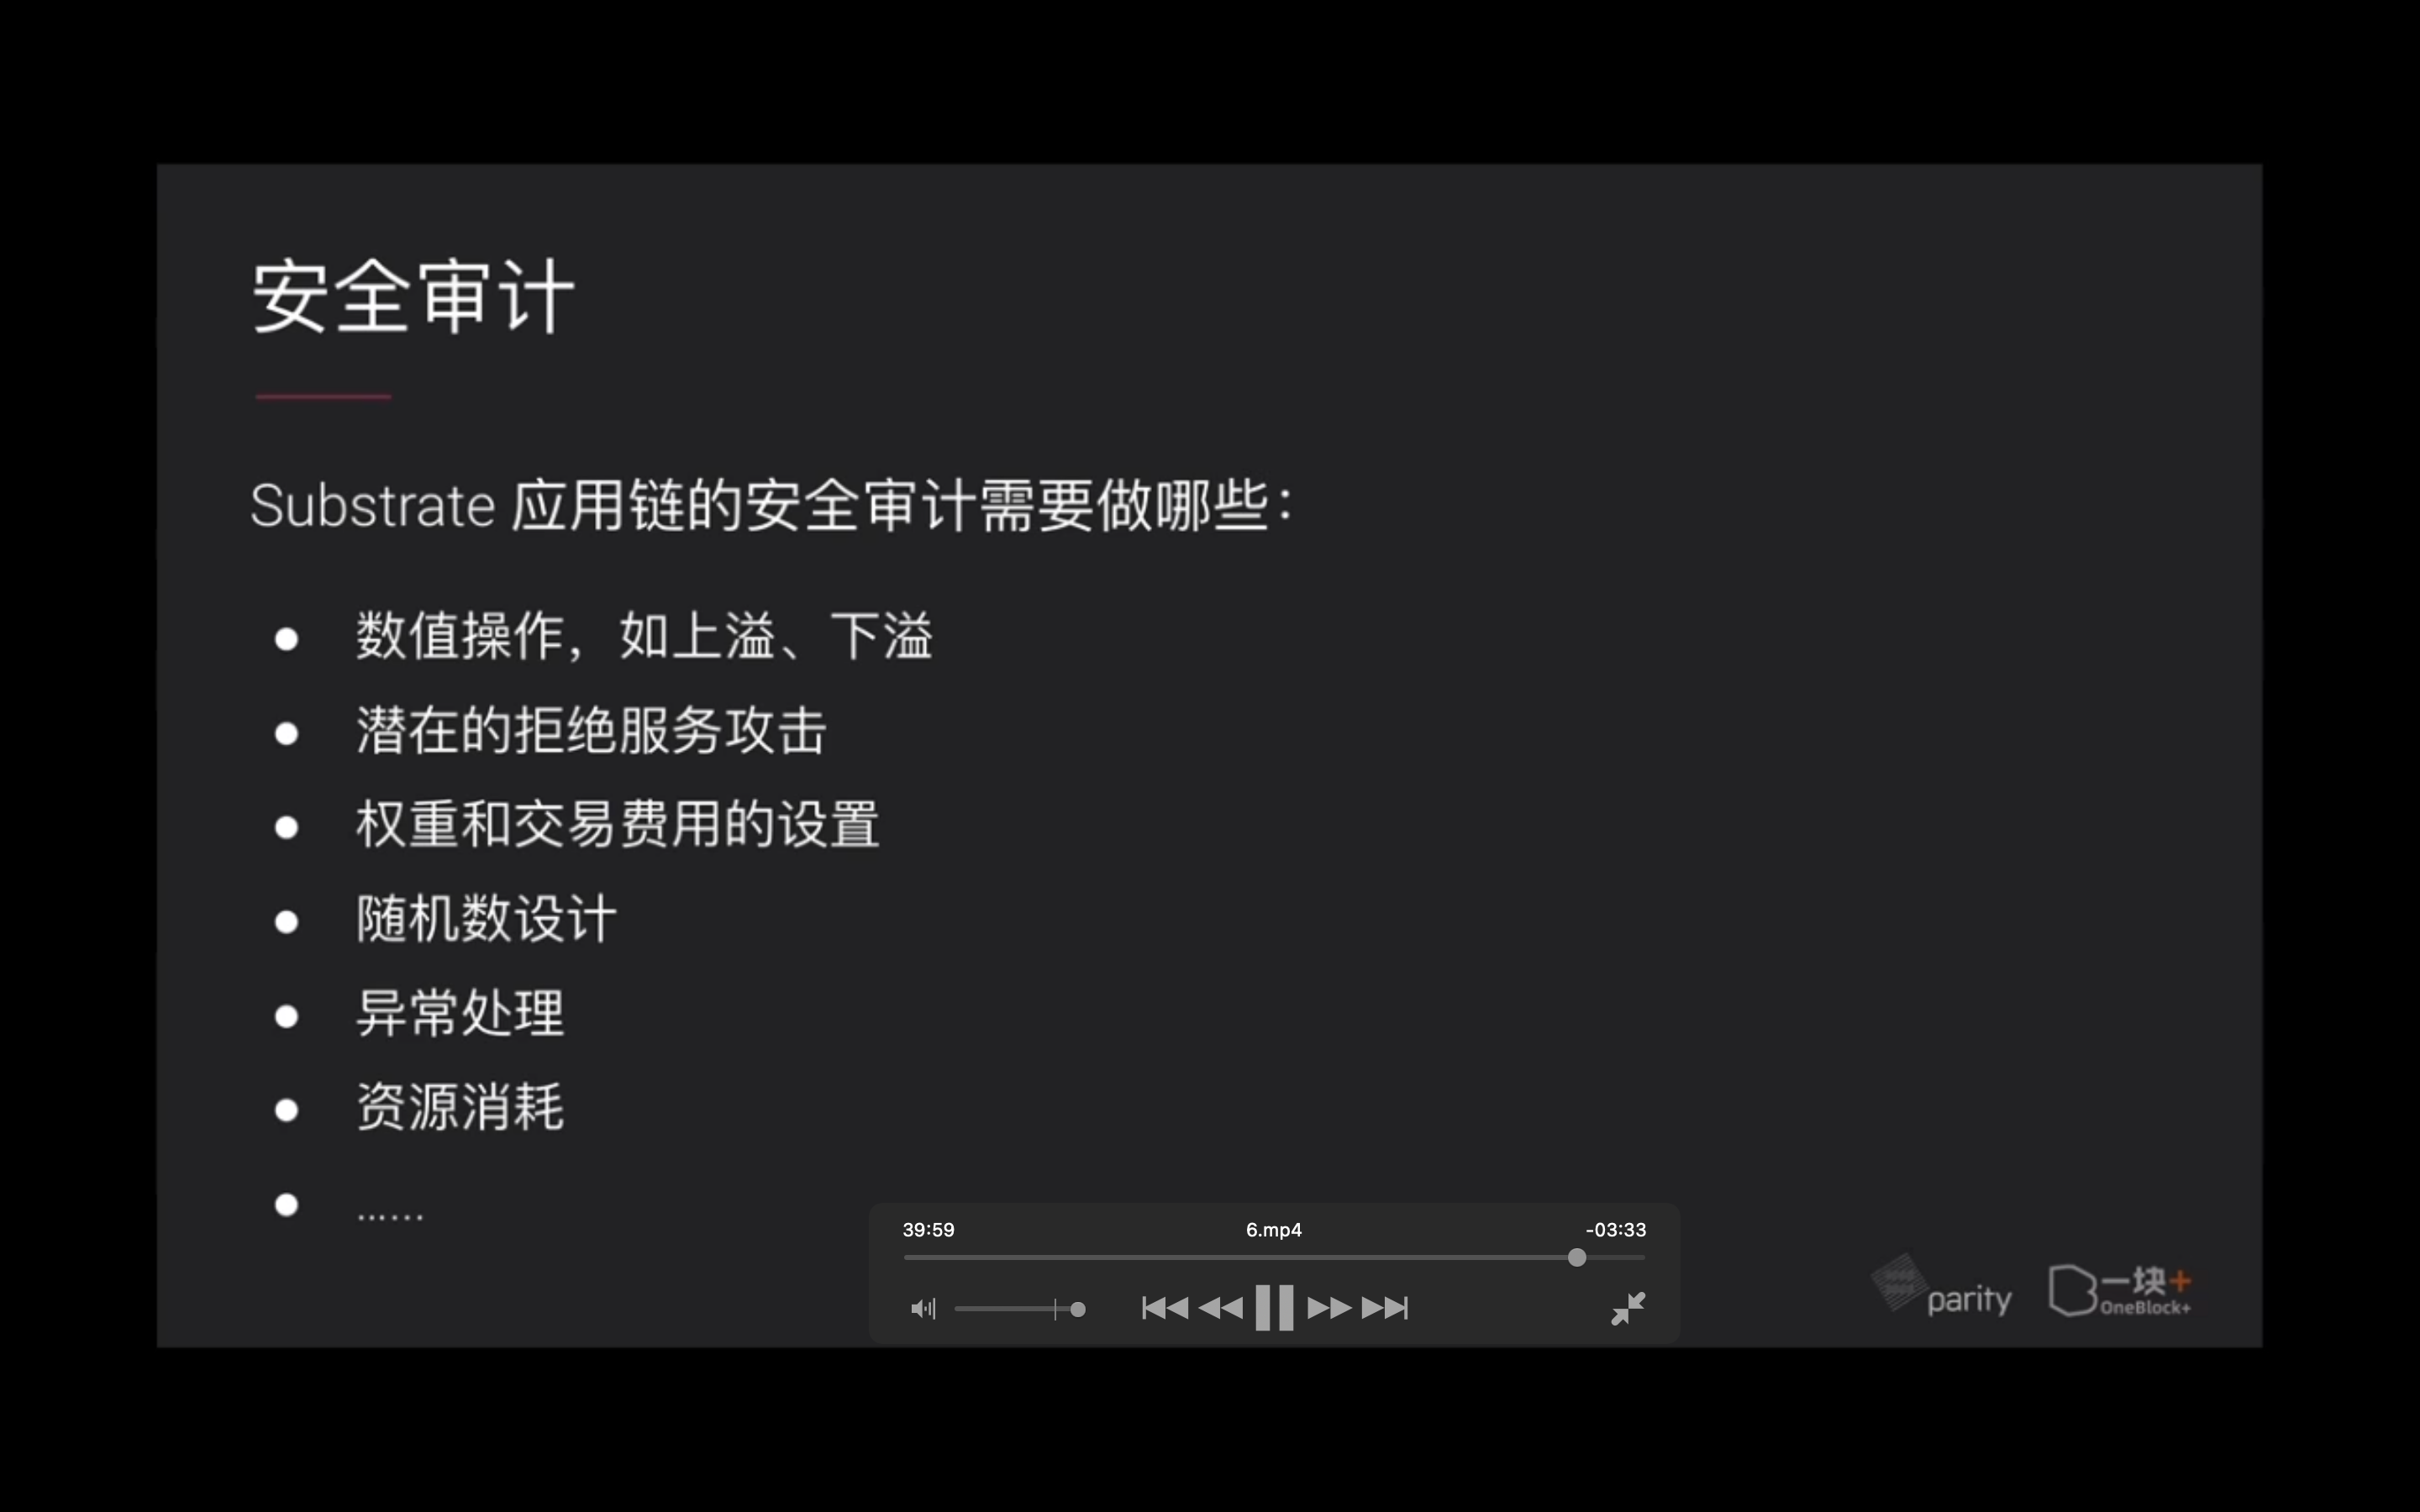 安全审计
Substrate 应用链的安全审计需要做哪些：
● 数值操作，如上溢、下溢
● 潜在的拒绝服务攻击
● 权重和交易费用的设置
● 随机数设计
● 异常处理
● 资源消耗
● ……
39:59 6.mp4 -03:33
parity 一块+
OneBlock+